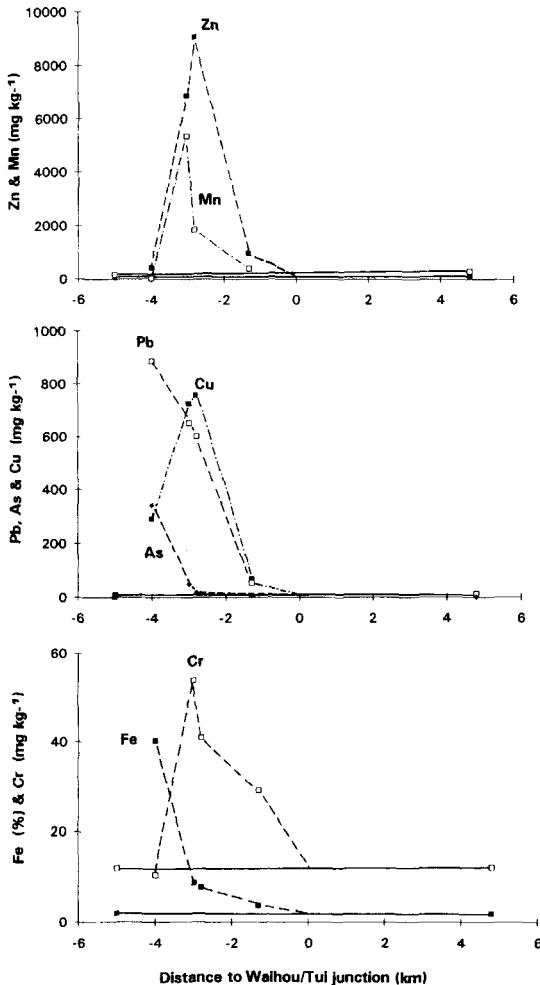 Zn & Mn (mg kg-1)
10000
8000
6000
4000
2000
0
Zn
Mn
-6 -4 -2 0 2 4 6
Pb, As & Cu (mg kg-1)
1000
800
600
400
200
0
Pb
Cu
As
-6 -4 -2 0 2 4 6
Fe (%) & Cr (mg kg-1)
60
40
20
0
Cr
Fe
-6 -4 -2 0 2 4 6
Distance to Waihou/Tui junction (km)